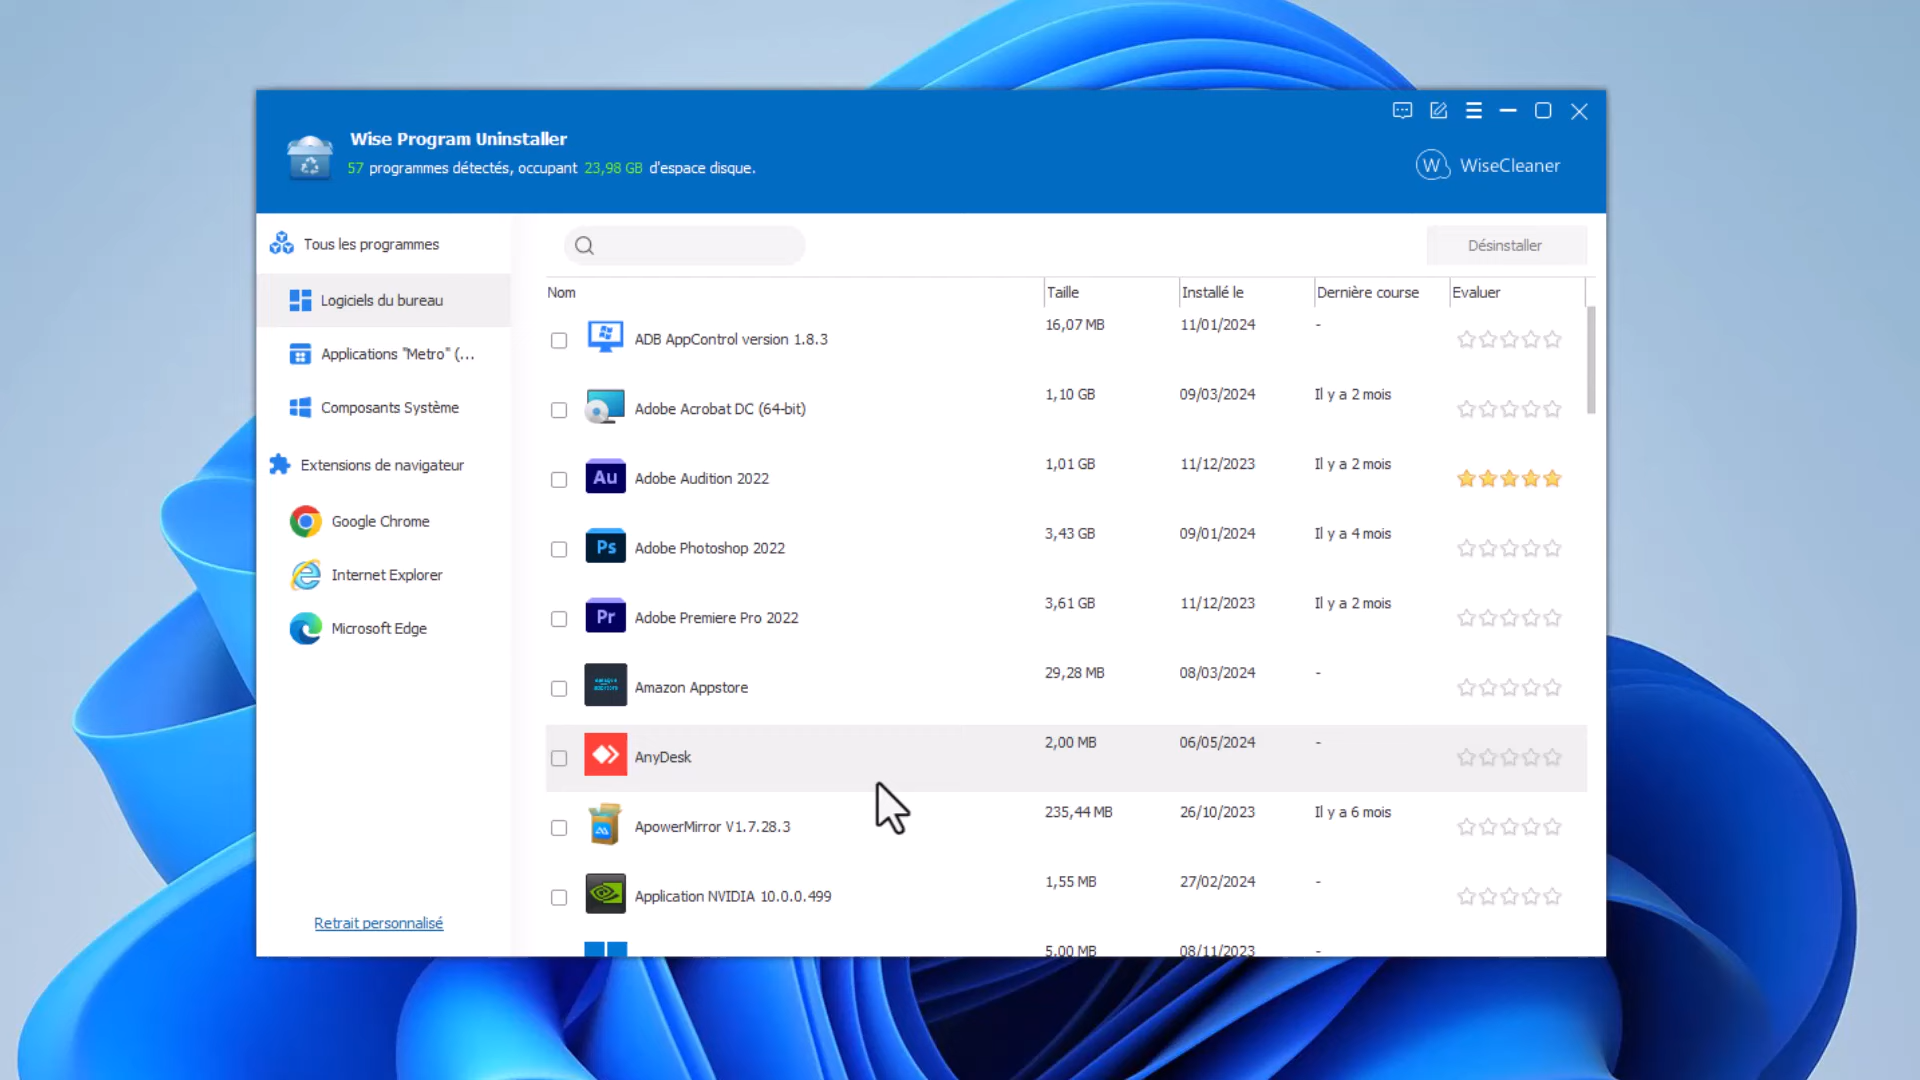 Wise Program Uninstaller
57 programmes détectés, occupant 23,98 GB d'espace disque.
WiseCleaner
Tous les programmes
Logiciels du bureau
Applications "Metro" (...
Composants Système
Extensions de navigateur
Google Chrome
Internet Explorer
Microsoft Edge
Retrait personnalisé
Désinstaller
Nom Taille Installé le Dernière course Evaluer
ADB AppControl version 1.8.3 16,07 MB 11/01/2024 -
Adobe Acrobat DC (64-bit) 1,10 GB 09/03/2024 Il y a 2 mois
Au Adobe Audition 2022 1,01 GB 11/12/2023 Il y a 2 mois
Ps Adobe Photoshop 2022 3,43 GB 09/01/2024 Il y a 4 mois
Pr Adobe Premiere Pro 2022 3,61 GB 11/12/2023 Il y a 2 mois
Amazon Appstore 29,28 MB 08/03/2024 -
AnyDesk 2,00 MB 06/05/2024 -
ApowerMirror V1.7.28.3 235,44 MB 26/10/2023 Il y a 6 mois
Application NVIDIA 10.0.0.499 1,55 MB 27/02/2024 -
5,00 MB 08/11/2023 -